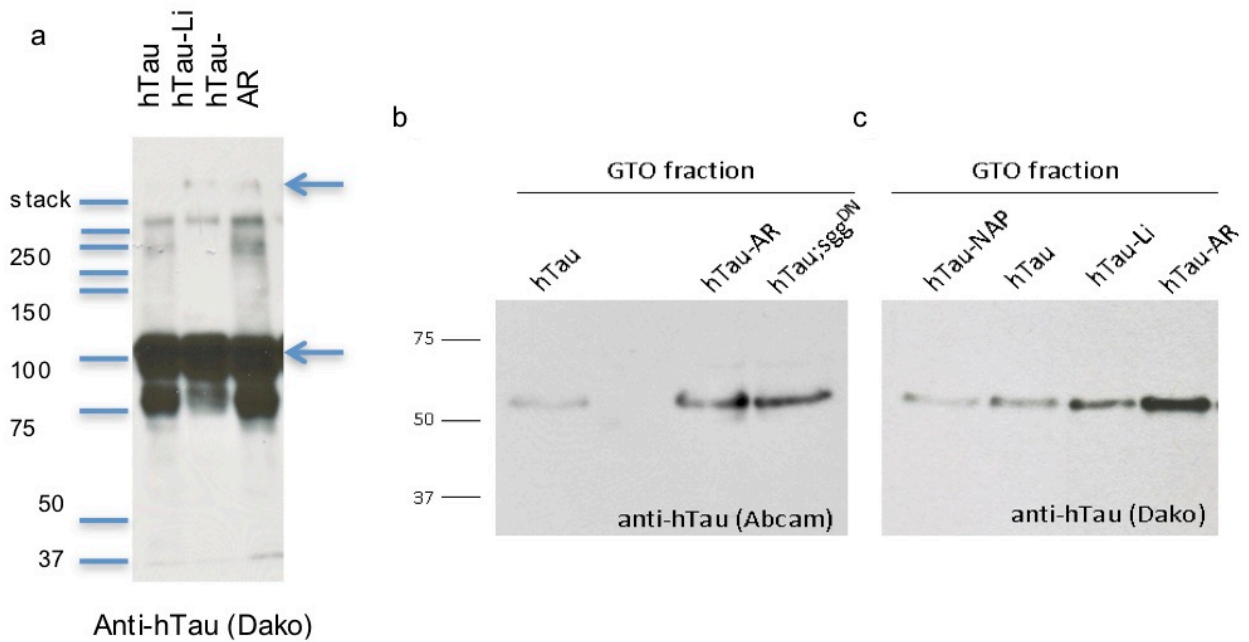 a
hTau
hTau-Li
hTau-
AR
stack
250
150
100
75
50
37
Anti-hTau (Dako)
b
GTO fraction
hTau
hTau-AR
hTau;sgg^DN
75
50
37
anti-hTau (Abcam)
c
GTO fraction
hTau-NAP
hTau
hTau-Li
hTau-AR
anti-hTau (Dako)